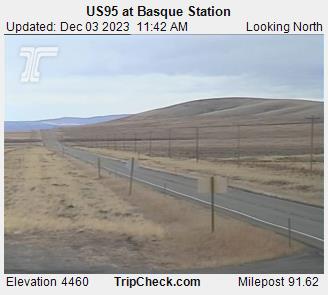 US95 at Basque Station
Updated: Dec 03 2023 11:42 AM Looking North
Elevation 4460 TripCheck.com Milepost 91.62